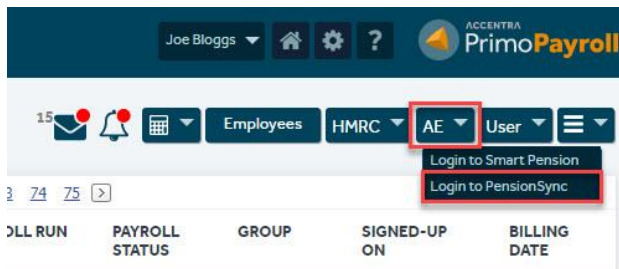 Joe Bloggs ?
ACCENTRA
PrimoPayroll
15 Employees HMRC AE User
Login to Smart Pension
3 74 75 > Login to PensionSync
OLL RUN PAYROLL STATUS GROUP SIGNED-UP ON BILLING DATE